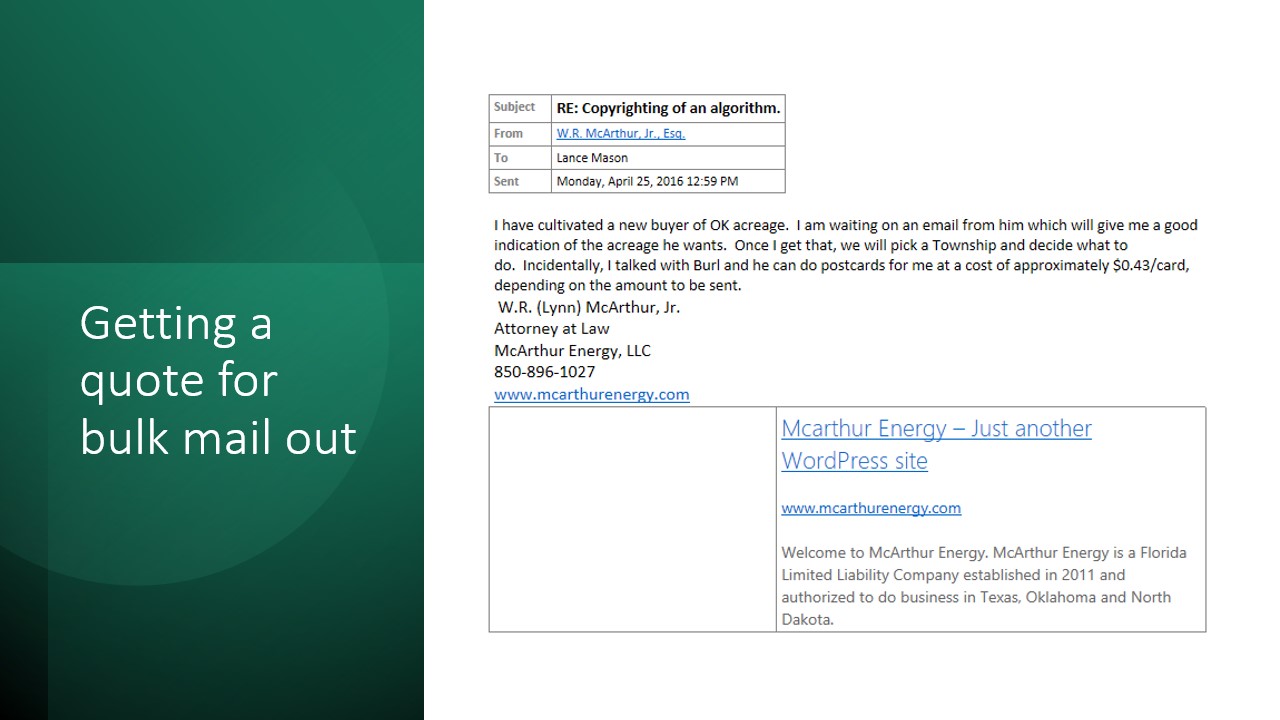 Getting a
quote for
bulk mail out
Subject RE: Copyrighting of an algorithm.
From W.R. McArthur, Jr., Esq.
To Lance Mason
Sent Monday, April 25, 2016 12:59 PM
I have cultivated a new buyer of OK acreage.  I am waiting on an email from him which will give me a good
indication of the acreage he wants.  Once I get that, we will pick a Township and decide what to
do.  Incidentally, I talked with Burl and he can do postcards for me at a cost of approximately $0.43/card,
depending on the amount to be sent.
W.R. (Lynn) McArthur, Jr.
Attorney at Law
McArthur Energy, LLC
850-896-1027
www.mcarthurenergy.com
Mcarthur Energy – Just another
WordPress site
www.mcarthurenergy.com
Welcome to McArthur Energy. McArthur Energy is a Florida
Limited Liability Company established in 2011 and
authorized to do business in Texas, Oklahoma and North
Dakota.